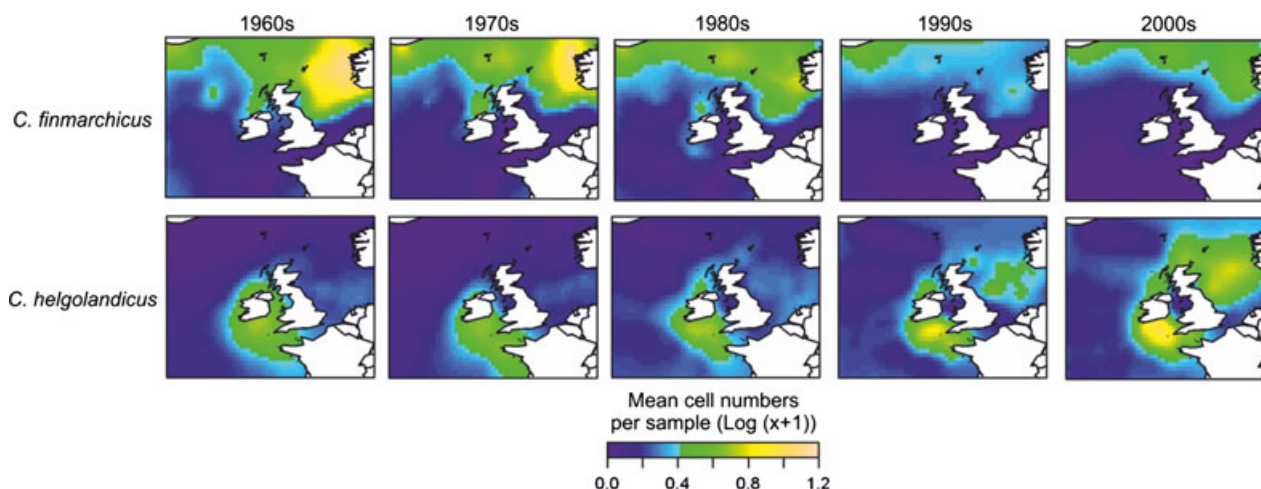 1960s 1970s 1980s 1990s 2000s
C. finmarchicus
C. helgolandicus
Mean cell numbers
per sample (Log (x+1))
0.0 0.4 0.8 1.2